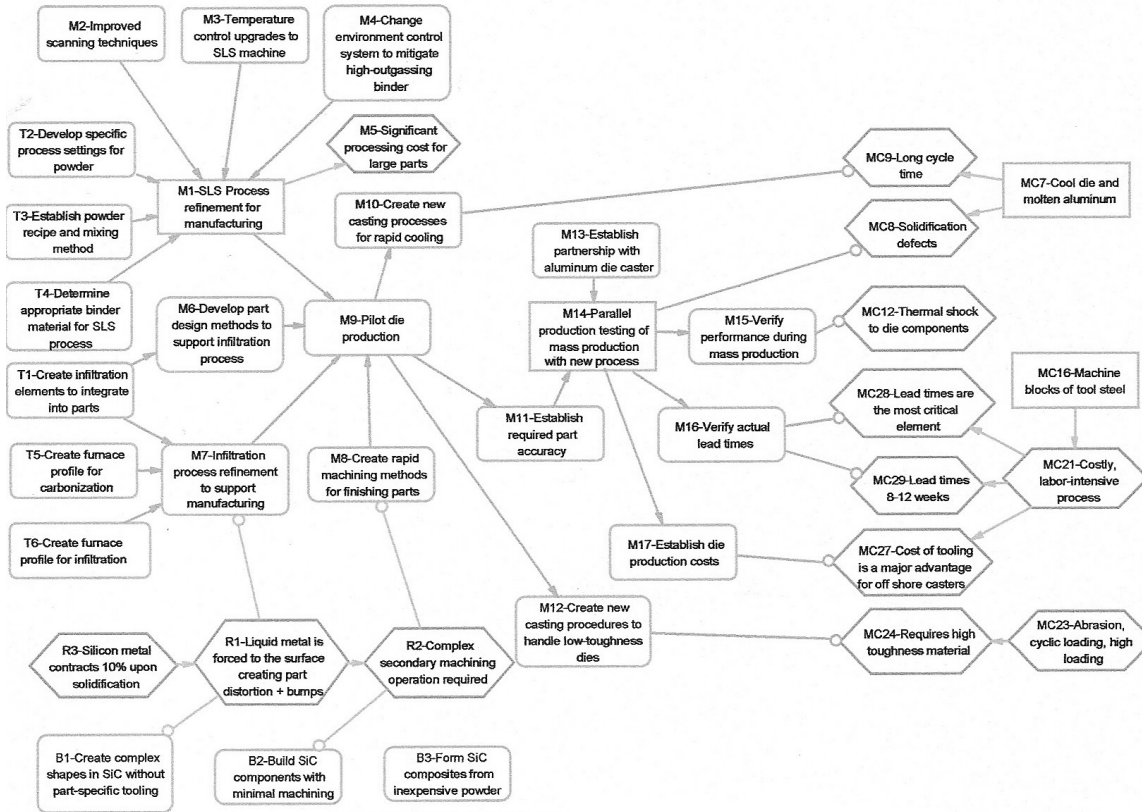 M2-Improved
scanning techniques
M3-Temperature
control upgrades to
SLS machine
M4-Change
environment control
system to mitigate
high-outgassing
binder
T2-Develop specific
process settings for
powder
M5-Significant
processing cost for
large parts
MC9-Long cycle
time
M1-SLS Process
refinement for
manufacturing
MC7-Cool die and
molten aluminum
T3-Establish powder
recipe and mixing
method
M10-Create new
casting processes
for rapid cooling
M13-Establish
partnership with
aluminum die caster
MC8-Solidification
defects
T4-Determine
appropriate binder
material for SLS
process
M6-Develop part
design methods to
support infiltration
process
M9-Pilot die
production
M14-Parallel
production testing of
mass production
with new process
M15-Verify
performance during
mass production
MC12-Thermal shock
to die components
T1-Create infiltration
elements to integrate
into parts
M11-Establish
required part
accuracy
M16-Verify actual
lead times
MC28-Lead times are
the most critical
element
MC16-Machine
blocks of tool steel
T5-Create furnace
profile for
carbonization
M7-Infiltration
process refinement
to support
manufacturing
M8-Create rapid
machining methods
for finishing parts
MC29-Lead times
8-12 weeks
MC21-Costly,
labor-intensive
process
T6-Create furnace
profile for infiltration
M17-Establish die
production costs
MC27-Cost of tooling
is a major advantage
for off shore casters
R3-Silicon metal
contracts 10% upon
solidification
R1-Liquid metal is
forced to the surface
creating part
distortion + bumps
R2-Complex
secondary machining
operation required
M12-Create new
casting procedures to
handle low-toughness
dies
MC24-Requires high
toughness material
MC23-Abrasion,
cyclic loading, high
loading
B1-Create complex
shapes in SiC without
part-specific tooling
B2-Build SiC
components with
minimal machining
B3-Form SiC
composites from
inexpensive powder